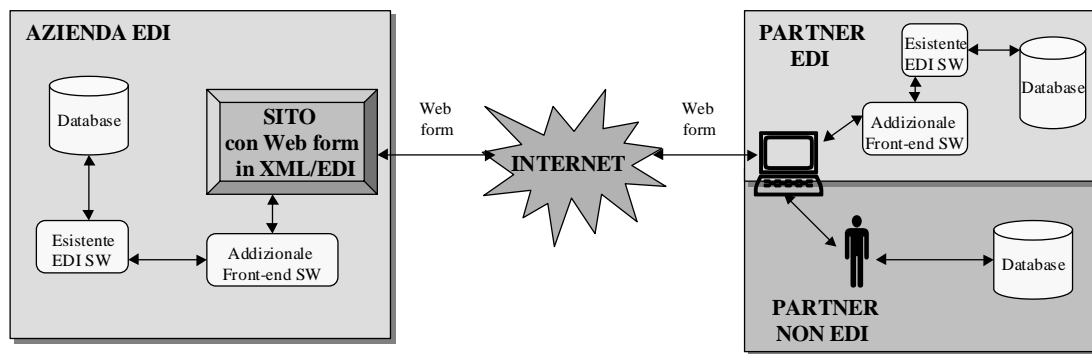 AZIENDA EDI
Database
SITO
con Web form
in XML/EDI
Esistente
EDI SW
Addizionale
Front-end SW
Web
form
INTERNET
Web
form
PARTNER
EDI
Esistente
EDI SW
Database
Addizionale
Front-end SW
Database
PARTNER
NON EDI